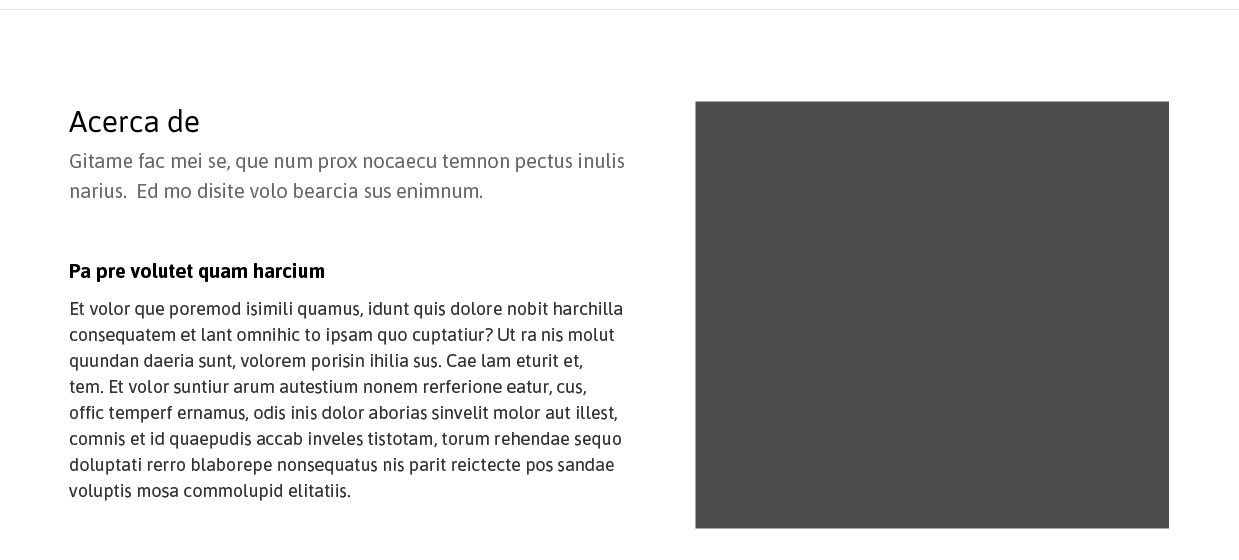 Acerca de
Gitame fac mei se, que num prox nocaecu temnon pectus inulis
narius.  Ed mo disite volo bearcia sus enimnum.
Pa pre volutet quam harcium
Et volor que poremod isimili quamus, idunt quis dolore nobit harchilla
consequatem et lant omnihic to ipsam quo cuptatiur? Ut ra nis molut
quundan daeria sunt, volorem porisin ihilia sus. Cae lam eturit et,
tem. Et volor suntiur arum autestium nonem rerferione eatur, cus,
offic temperf ernamus, odis inis dolor aborias sinvelit molor aut illest,
comnis et id quaepudis accab inveles tistotam, torum rehendae sequo
doluptati rerro blaborepe nonsequatus nis parit reictecte pos sandae
voluptis mosa commolupid elitatiis.